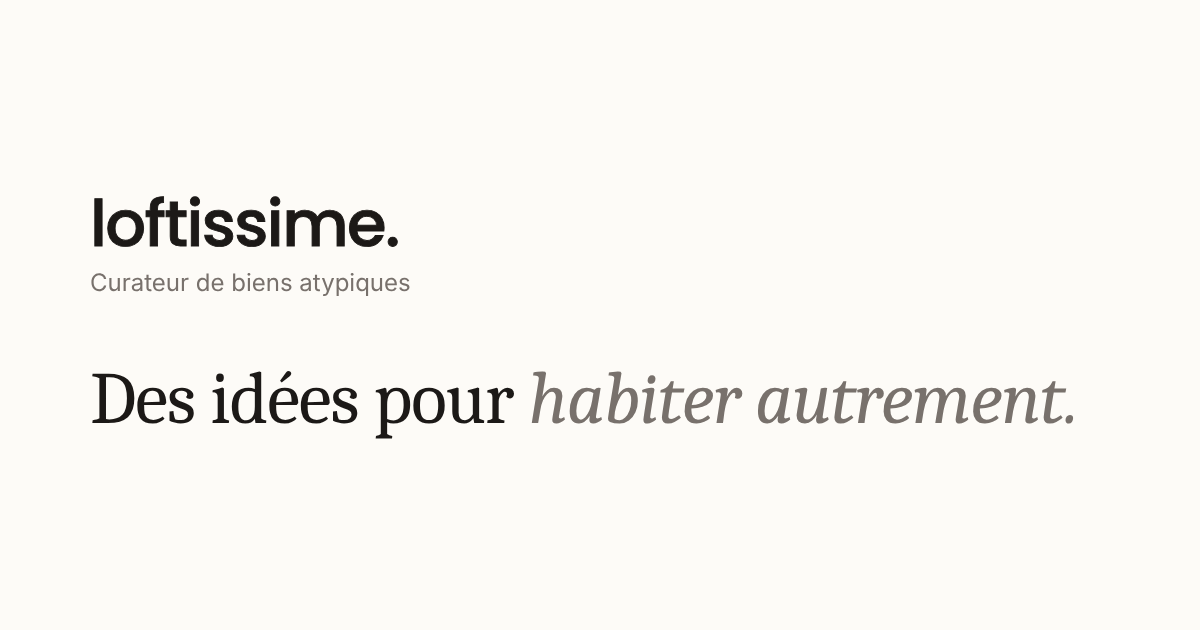 loftissime.
Curateur de biens atypiques
Des idées pour habiter autrement.